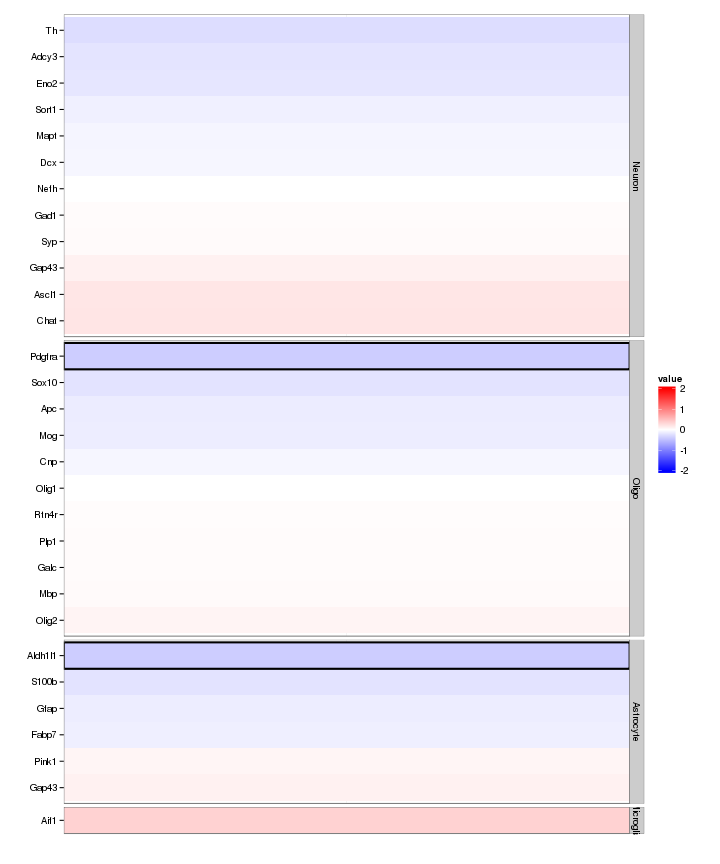 Th
Adcy3
Eno2
Sort1
Mapt
Dcx
Nefh
Gad1
Syp
Gap43
Ascl1
Chat
Neuron
Pdgfra
Sox10
Apc
Mog
Cnp
Olig1
Rtn4r
Plp1
Galc
Mbp
Olig2
Oligo
Aldh1l1
S100b
Gfap
Fabp7
Pink1
Gap43
Astrocyte
Aif1
value
2
1
0
-1
-2